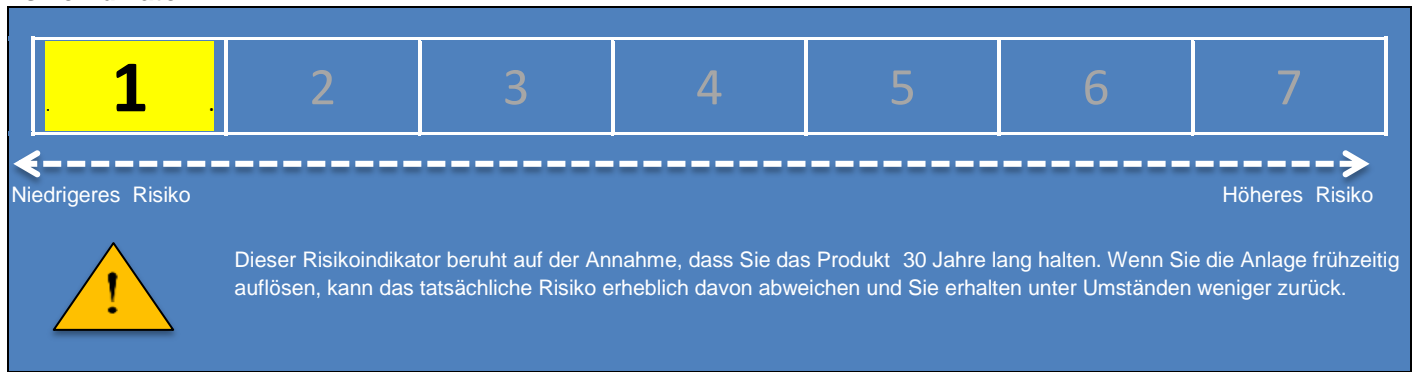 1 2 3 4 5 6 7
Niedrigeres Risiko Höheres Risiko
!
Dieser Risikoindikator beruht auf der Annahme, dass Sie das Produkt 30 Jahre lang halten. Wenn Sie die Anlage frühzeitig
auflösen, kann das tatsächliche Risiko erheblich davon abweichen und Sie erhalten unter Umständen weniger zurück.